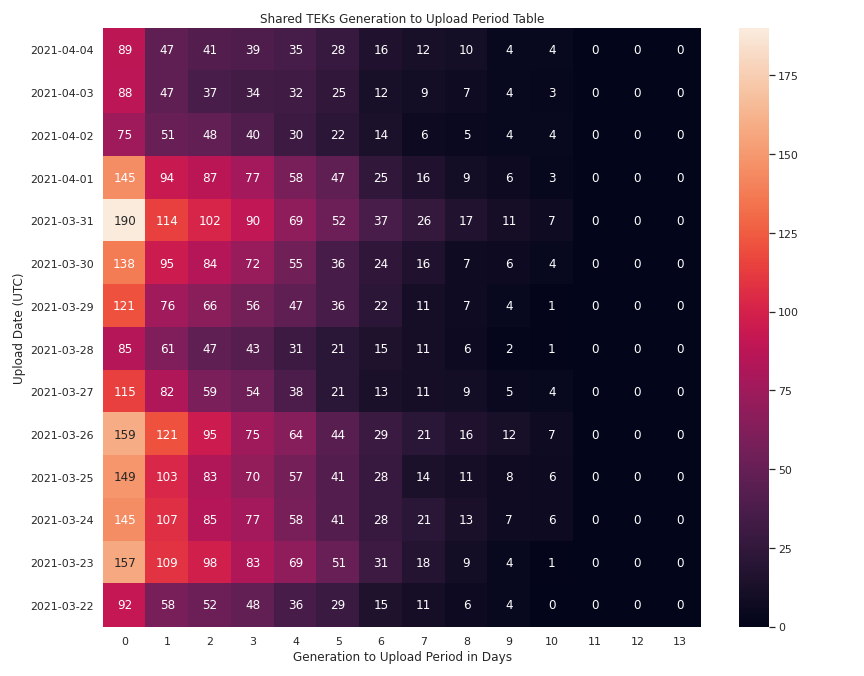 Shared TEKs Generation to Upload Period Table
Upload Date (UTC)
2021-04-04 89 47 41 39 35 28 16 12 10 4 4 0 0 0
2021-04-03 88 47 37 34 32 25 12 9 7 4 3 0 0 0
2021-04-02 75 51 48 40 30 22 14 6 5 4 4 0 0 0
2021-04-01 145 94 87 77 58 47 25 16 9 6 3 0 0 0
2021-03-31 190 114 102 90 69 52 37 26 17 11 7 0 0 0
2021-03-30 138 95 84 72 55 36 24 16 7 6 4 0 0 0
2021-03-29 121 76 66 56 47 36 22 11 7 4 1 0 0 0
2021-03-28 85 61 47 43 31 21 15 11 6 2 1 0 0 0
2021-03-27 115 82 59 54 38 21 13 11 9 5 4 0 0 0
2021-03-26 159 121 95 75 64 44 29 21 16 12 7 0 0 0
2021-03-25 149 103 83 70 57 41 28 14 11 8 6 0 0 0
2021-03-24 145 107 85 77 58 41 28 21 13 7 6 0 0 0
2021-03-23 157 109 98 83 69 51 31 18 9 4 1 0 0 0
2021-03-22 92 58 52 48 36 29 15 11 6 4 0 0 0 0
0 1 2 3 4 5 6 7 8 9 10 11 12 13
Generation to Upload Period in Days
175
150
125
100
75
50
25
0